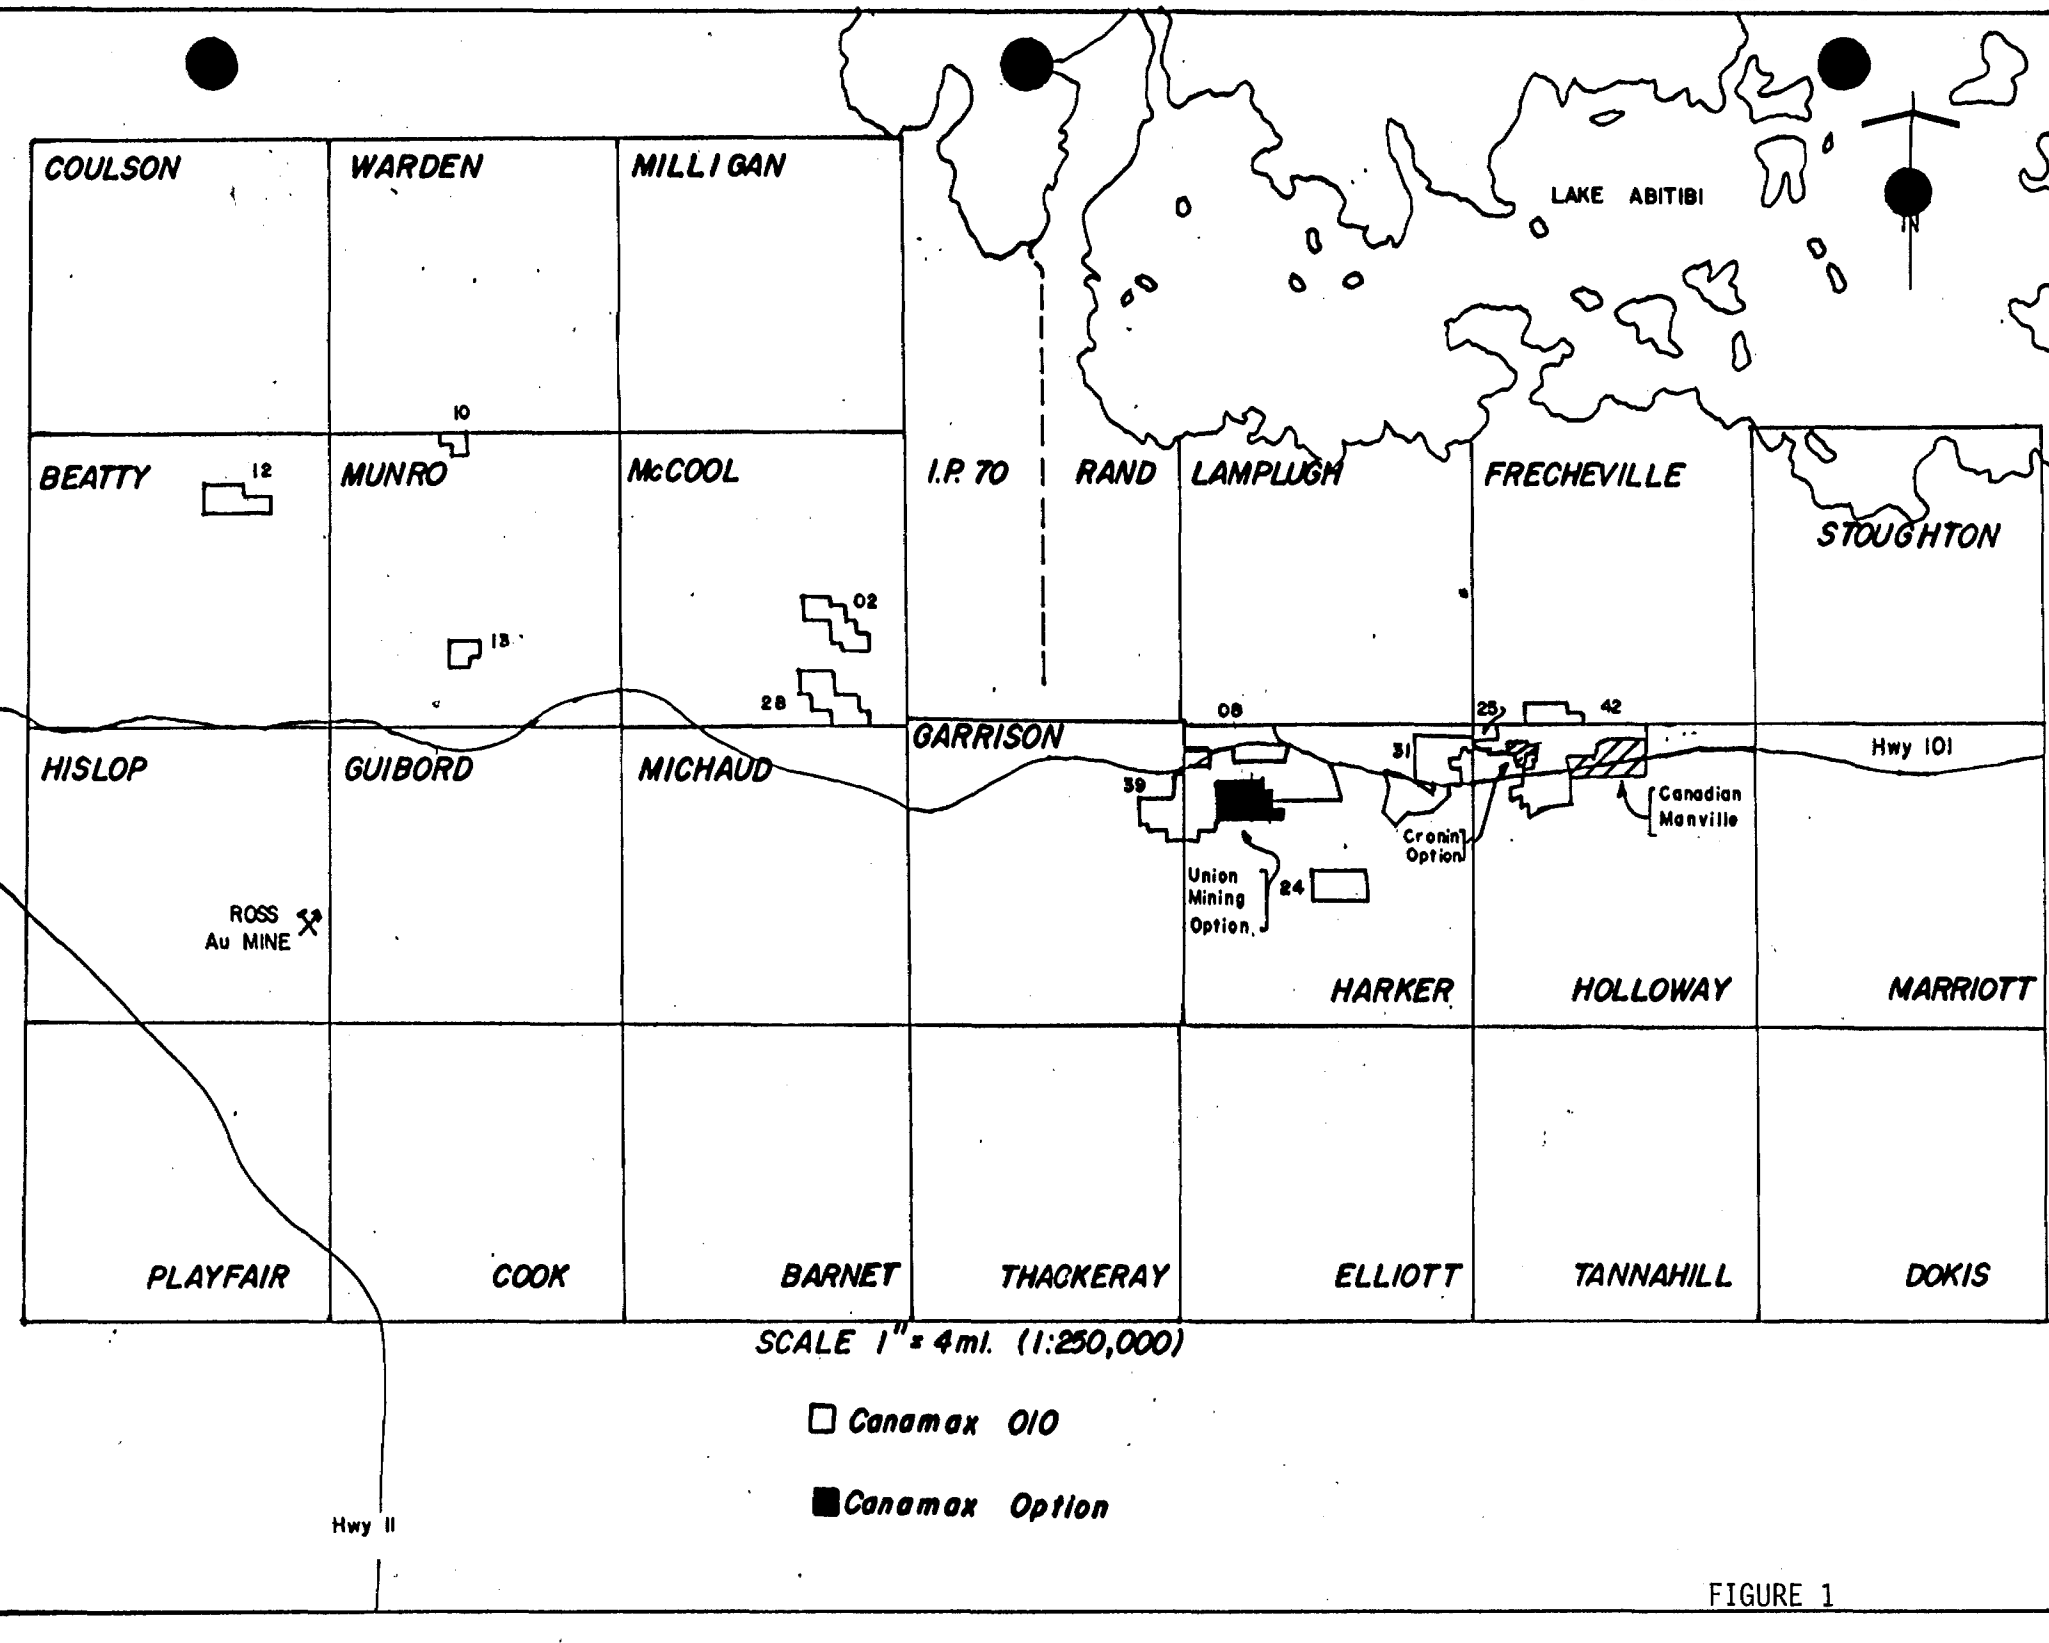 COULSON
WARDEN
MILLIGAN
LAKE ABITIBI
N
10
BEATTY
12
MUNRO
McCOOL
I.P. 70
RAND
LAMPLUGH
FRECHEVILLE
STOUGHTON
02
13
28
08
25
42
GARRISON
31
Hwy 101
HISLOP
GUIBORD
MICHAUD
39
Canadian
Manville
Cronin
Option
Union
Mining
Option
24
ROSS
Au MINE
HARKER
HOLLOWAY
MARRIOTT
PLAYFAIR
COOK
BARNET
THACKERAY
ELLIOTT
TANNAHILL
DOKIS
SCALE 1" = 4mi. (1:250,000)
Canamax 010
Canamax Option
Hwy 11
FIGURE 1